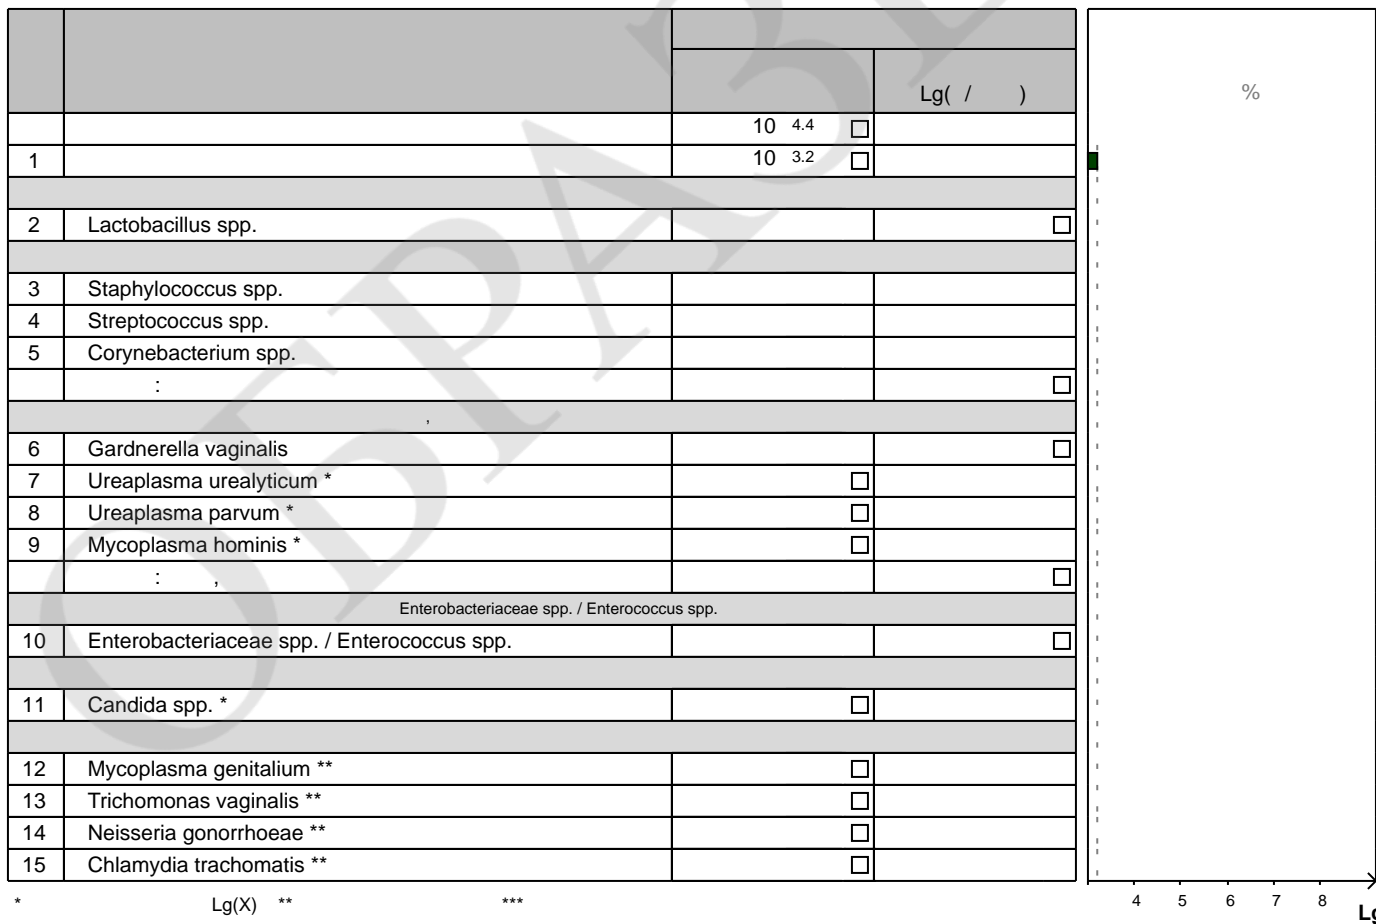 Lg( / )
%
10 4.4
1 10 3.2
2 Lactobacillus spp.
3 Staphylococcus spp.
4 Streptococcus spp.
5 Corynebacterium spp.
:
,
6 Gardnerella vaginalis
7 Ureaplasma urealyticum *
8 Ureaplasma parvum *
9 Mycoplasma hominis *
: ,
Enterobacteriaceae spp. / Enterococcus spp.
10 Enterobacteriaceae spp. / Enterococcus spp.
11 Candida spp. *
12 Mycoplasma genitalium **
13 Trichomonas vaginalis **
14 Neisseria gonorrhoeae **
15 Chlamydia trachomatis **
4 5 6 7 8
* Lg(X) ** ***
Lg
ОБРАЗЕ